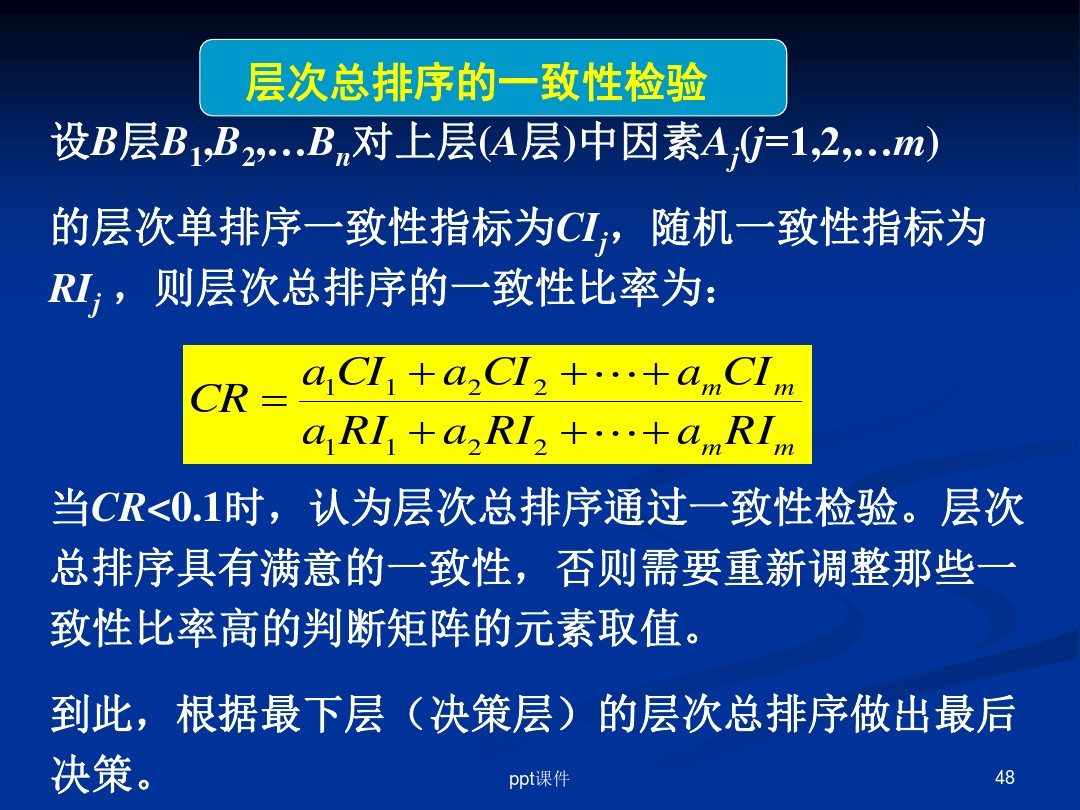 层次总排序的一致性检验
设B层B₁,B₂,…Bₙ对上层(A层)中因素Aⱼ(j=1,2,…m)
的层次单排序一致性指标为CIⱼ，随机一致性指标为
RIⱼ ，则层次总排序的一致性比率为：
CR = (a₁CI₁ + a₂CI₂ + ⋯ + aₘCIₘ) / (a₁RI₁ + a₂RI₂ + ⋯ + aₘRIₘ)
当CR<0.1时，认为层次总排序通过一致性检验。层次
总排序具有满意的一致性，否则需要重新调整那些一
致性比率高的判断矩阵的元素取值。
到此，根据最下层（决策层）的层次总排序做出最后
决策。
ppt课件
48